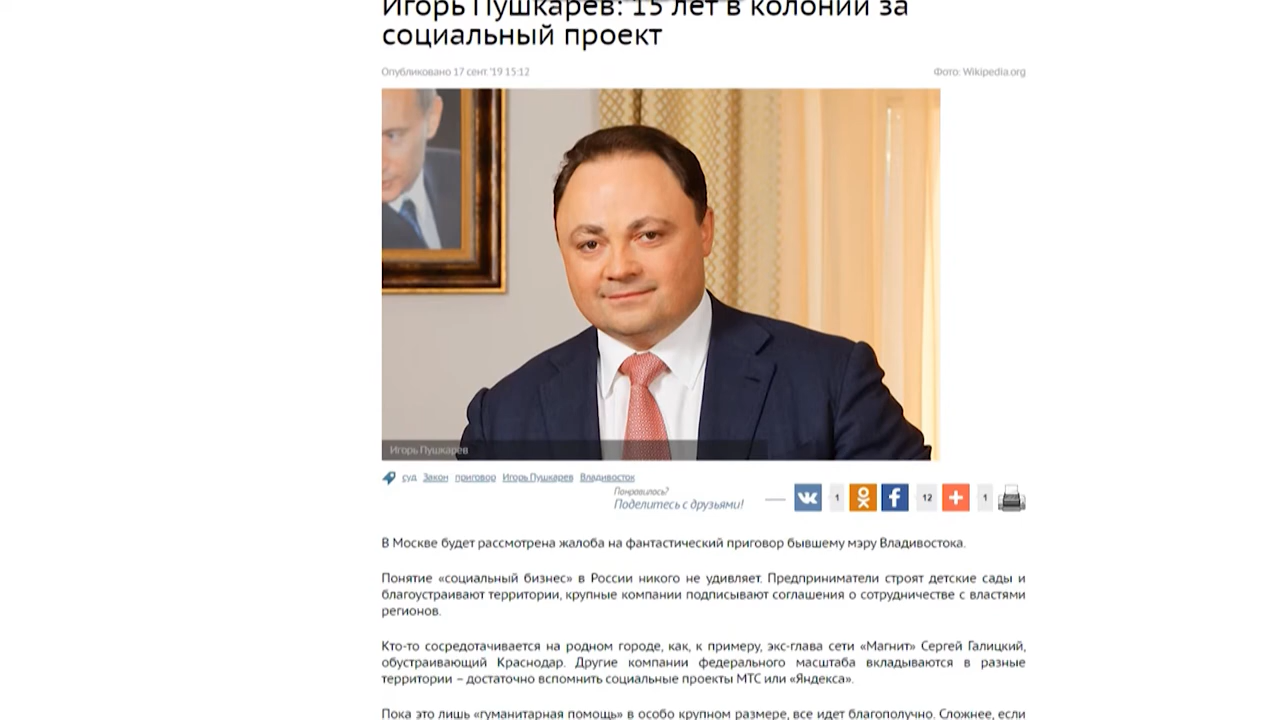 Игорь Пушкарев: 15 лет в колонии за
социальный проект
Опубликовано 17 сент. '19 15:12
Фото: Wikipedia.org
Игорь Пушкарев
суд Закон приговор Игорь Пушкарев Владивосток
Понравилось?
Поделитесь с друзьями!
1
12
1
В Москве будет рассмотрена жалоба на фантастический приговор бывшему мэру Владивостока.
Понятие «социальный бизнес» в России никого не удивляет. Предприниматели строят детские сады и
благоустраивают территории, крупные компании подписывают соглашения о сотрудничестве с властями
регионов.
Кто-то сосредотачивается на родном городе, как, к примеру, экс-глава сети «Магнит» Сергей Галицкий,
обустраивающий Краснодар. Другие компании федерального масштаба вкладываются в разные
территории – достаточно вспомнить социальные проекты МТС или «Яндекса».
Пока это лишь «гуманитарная помощь» в особо крупном размере, все идет благополучно. Сложнее, если